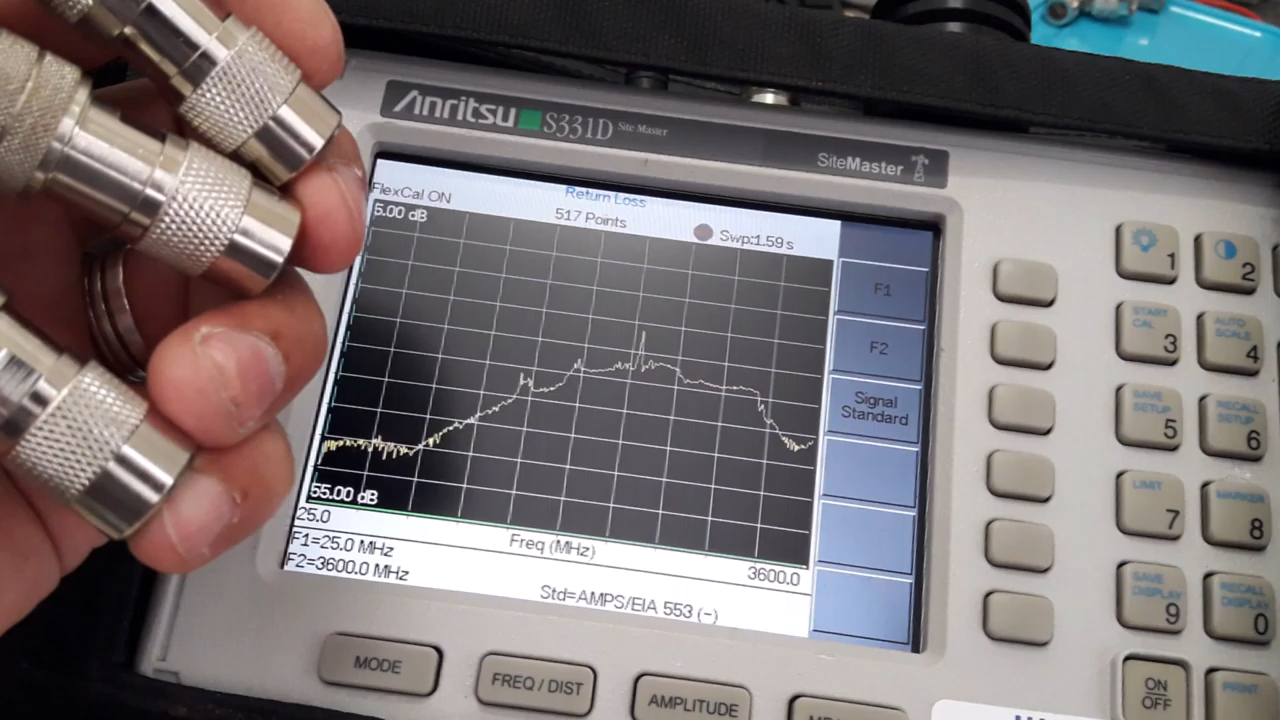 Anritsu S331D Site Master
SiteMaster
FlexCal ON
Return Loss
5.00 dB
517 Points
Swp:1.59 s
F1
F2
Signal
Standard
55.00 dB
25.0
Freq (MHz)
3600.0
F1=25.0 MHz
F2=3600.0 MHz
Std=AMPS/EIA 553 (-)
1
2
START
CAL
3
AUTO
SCALE
4
SAVE
SETUP
5
RECALL
SETUP
6
LIMIT
7
MARKER
8
SAVE
DISPLAY
9
RECALL
DISPLAY
0
ON
OFF
PRINT
MODE
FREQ / DIST
AMPLITUDE